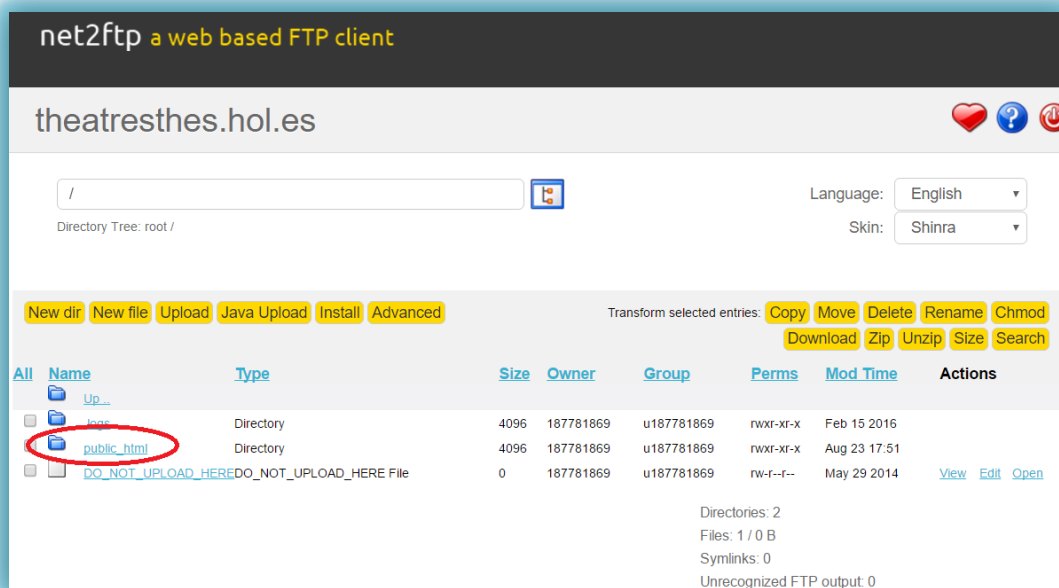 net2ftp a web based FTP client
theatresthes.hol.es
/
Language: English
Directory Tree: root /
Skin: Shinra
New dir New file Upload Java Upload Install Advanced
Transform selected entries: Copy Move Delete Rename Chmod
Download Zip Unzip Size Search
All Name Type Size Owner Group Perms Mod Time Actions
Up ..
.logs Directory 4096 187781869 u187781869 rwxr-xr-x Feb 15 2016
public_html Directory 4096 187781869 u187781869 rwxr-xr-x Aug 23 17:51
DO_NOT_UPLOAD_HERE DO_NOT_UPLOAD_HERE File 0 187781869 u187781869 rw-r--r-- May 29 2014 View Edit Open
Directories: 2
Files: 1 / 0 B
Symlinks: 0
Unrecognized FTP output: 0